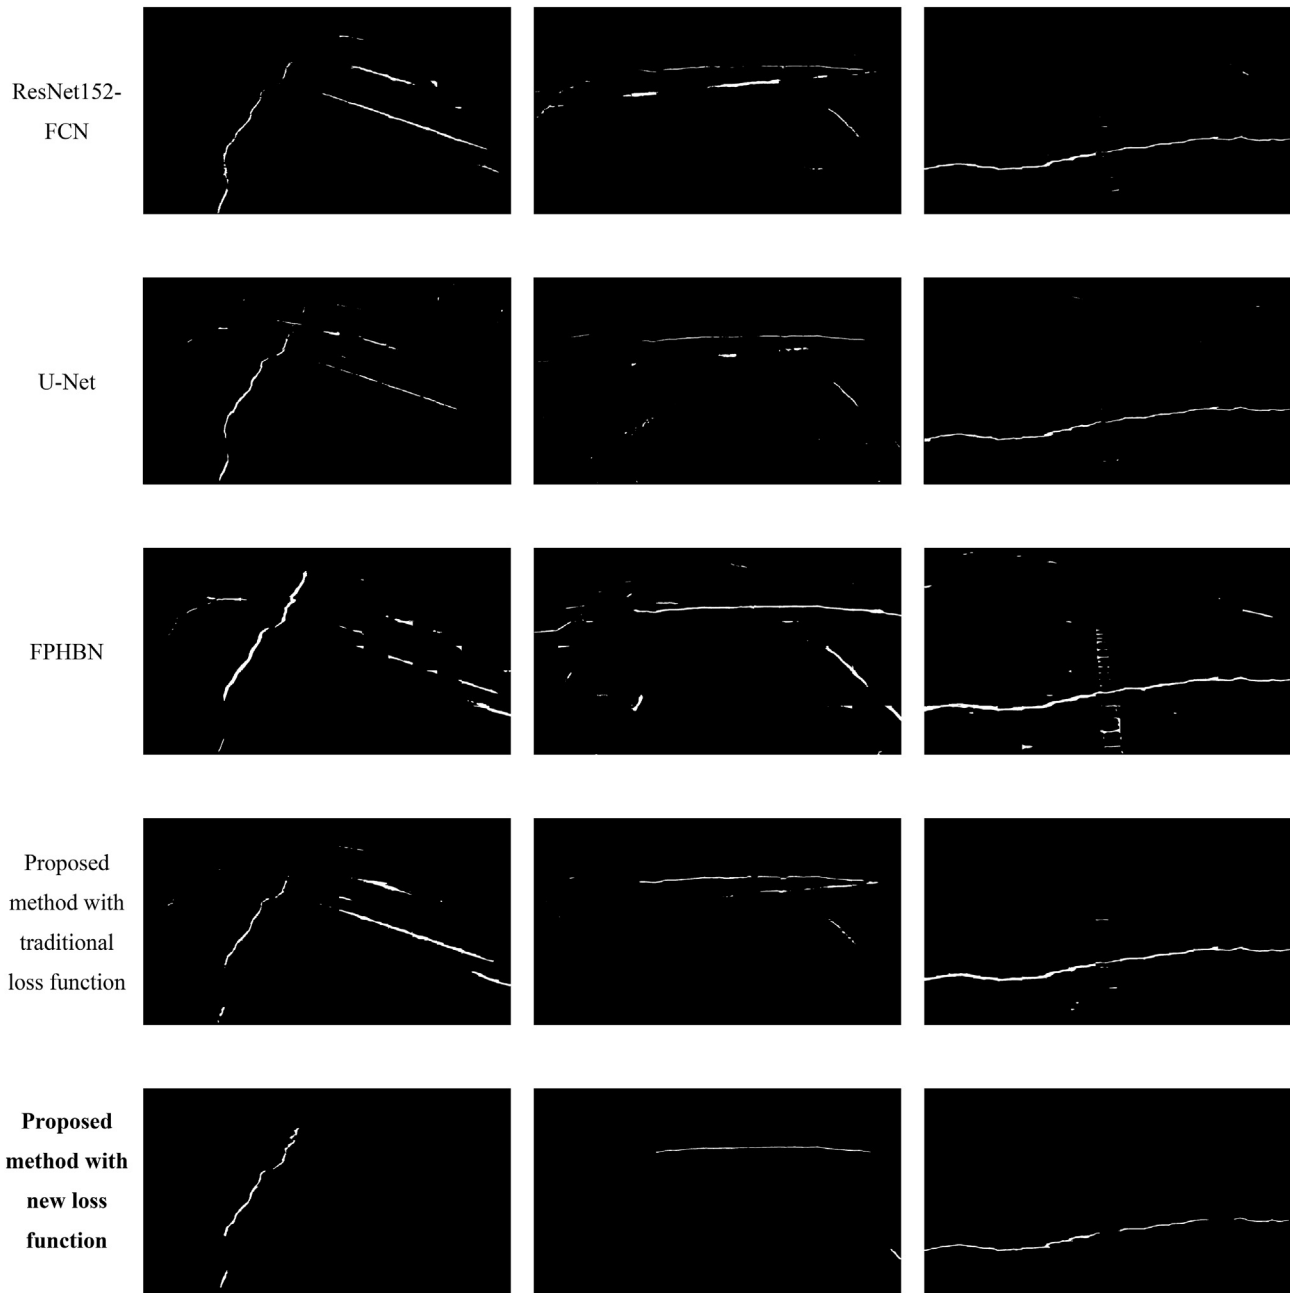 ResNet152-
FCN
U-Net
FPHBN
Proposed
method with
traditional
loss function
Proposed
method with
new loss
function